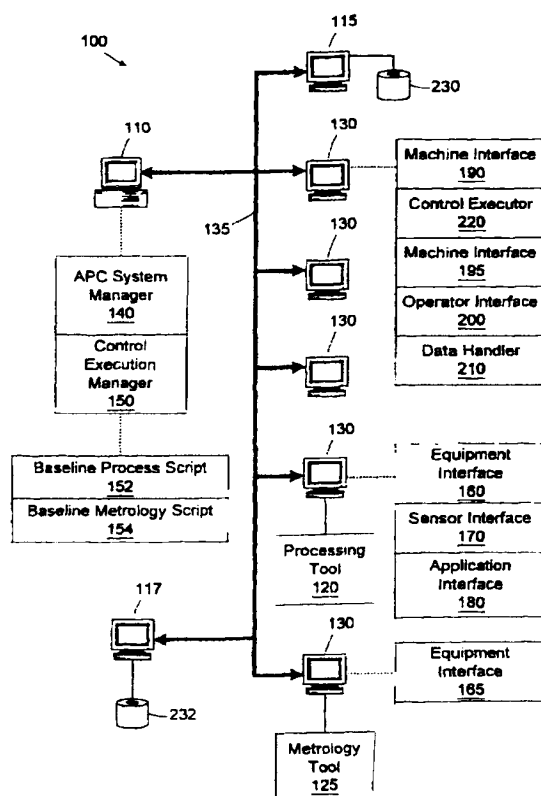 100
115
230
110
130
Machine Interface
190
Control Executor
220
135
130
Machine Interface
195
APC System
Manager
140
Operator Interface
200
130
Data Handler
210
Control
Execution
Manager
150
130
Baseline Process Script
152
Baseline Metrology Script
154
Equipment
Interface
160
Sensor Interface
170
Processing
Tool
120
Application
Interface
180
117
130
Equipment
Interface
165
232
Metrology
Tool
125